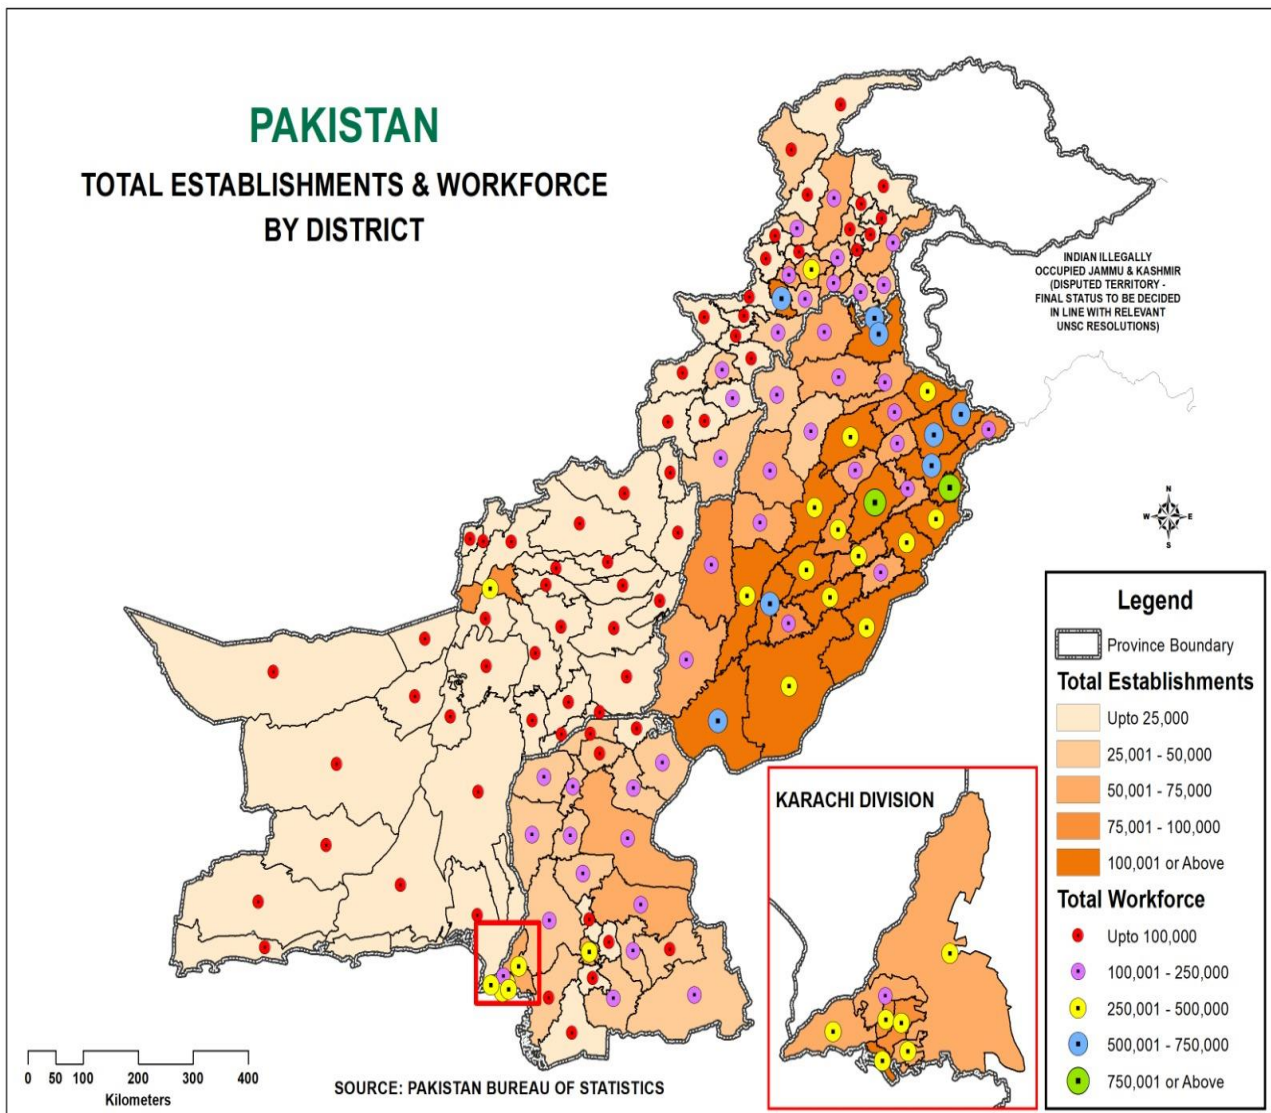 PAKISTAN
TOTAL ESTABLISHMENTS & WORKFORCE
BY DISTRICT
INDIAN ILLEGALLY
OCCUPIED JAMMU & KASHMIR
(DISPUTED TERRITORY -
FINAL STATUS TO BE DECIDED
IN LINE WITH RELEVANT
UNSC RESOLUTIONS)
N
W E
S
Legend
Province Boundary
Total Establishments
Upto 25,000
25,001 - 50,000
50,001 - 75,000
75,001 - 100,000
100,001 or Above
Total Workforce
Upto 100,000
100,001 - 250,000
250,001 - 500,000
500,001 - 750,000
750,001 or Above
KARACHI DIVISION
0 50 100 200 300 400
Kilometers
SOURCE: PAKISTAN BUREAU OF STATISTICS